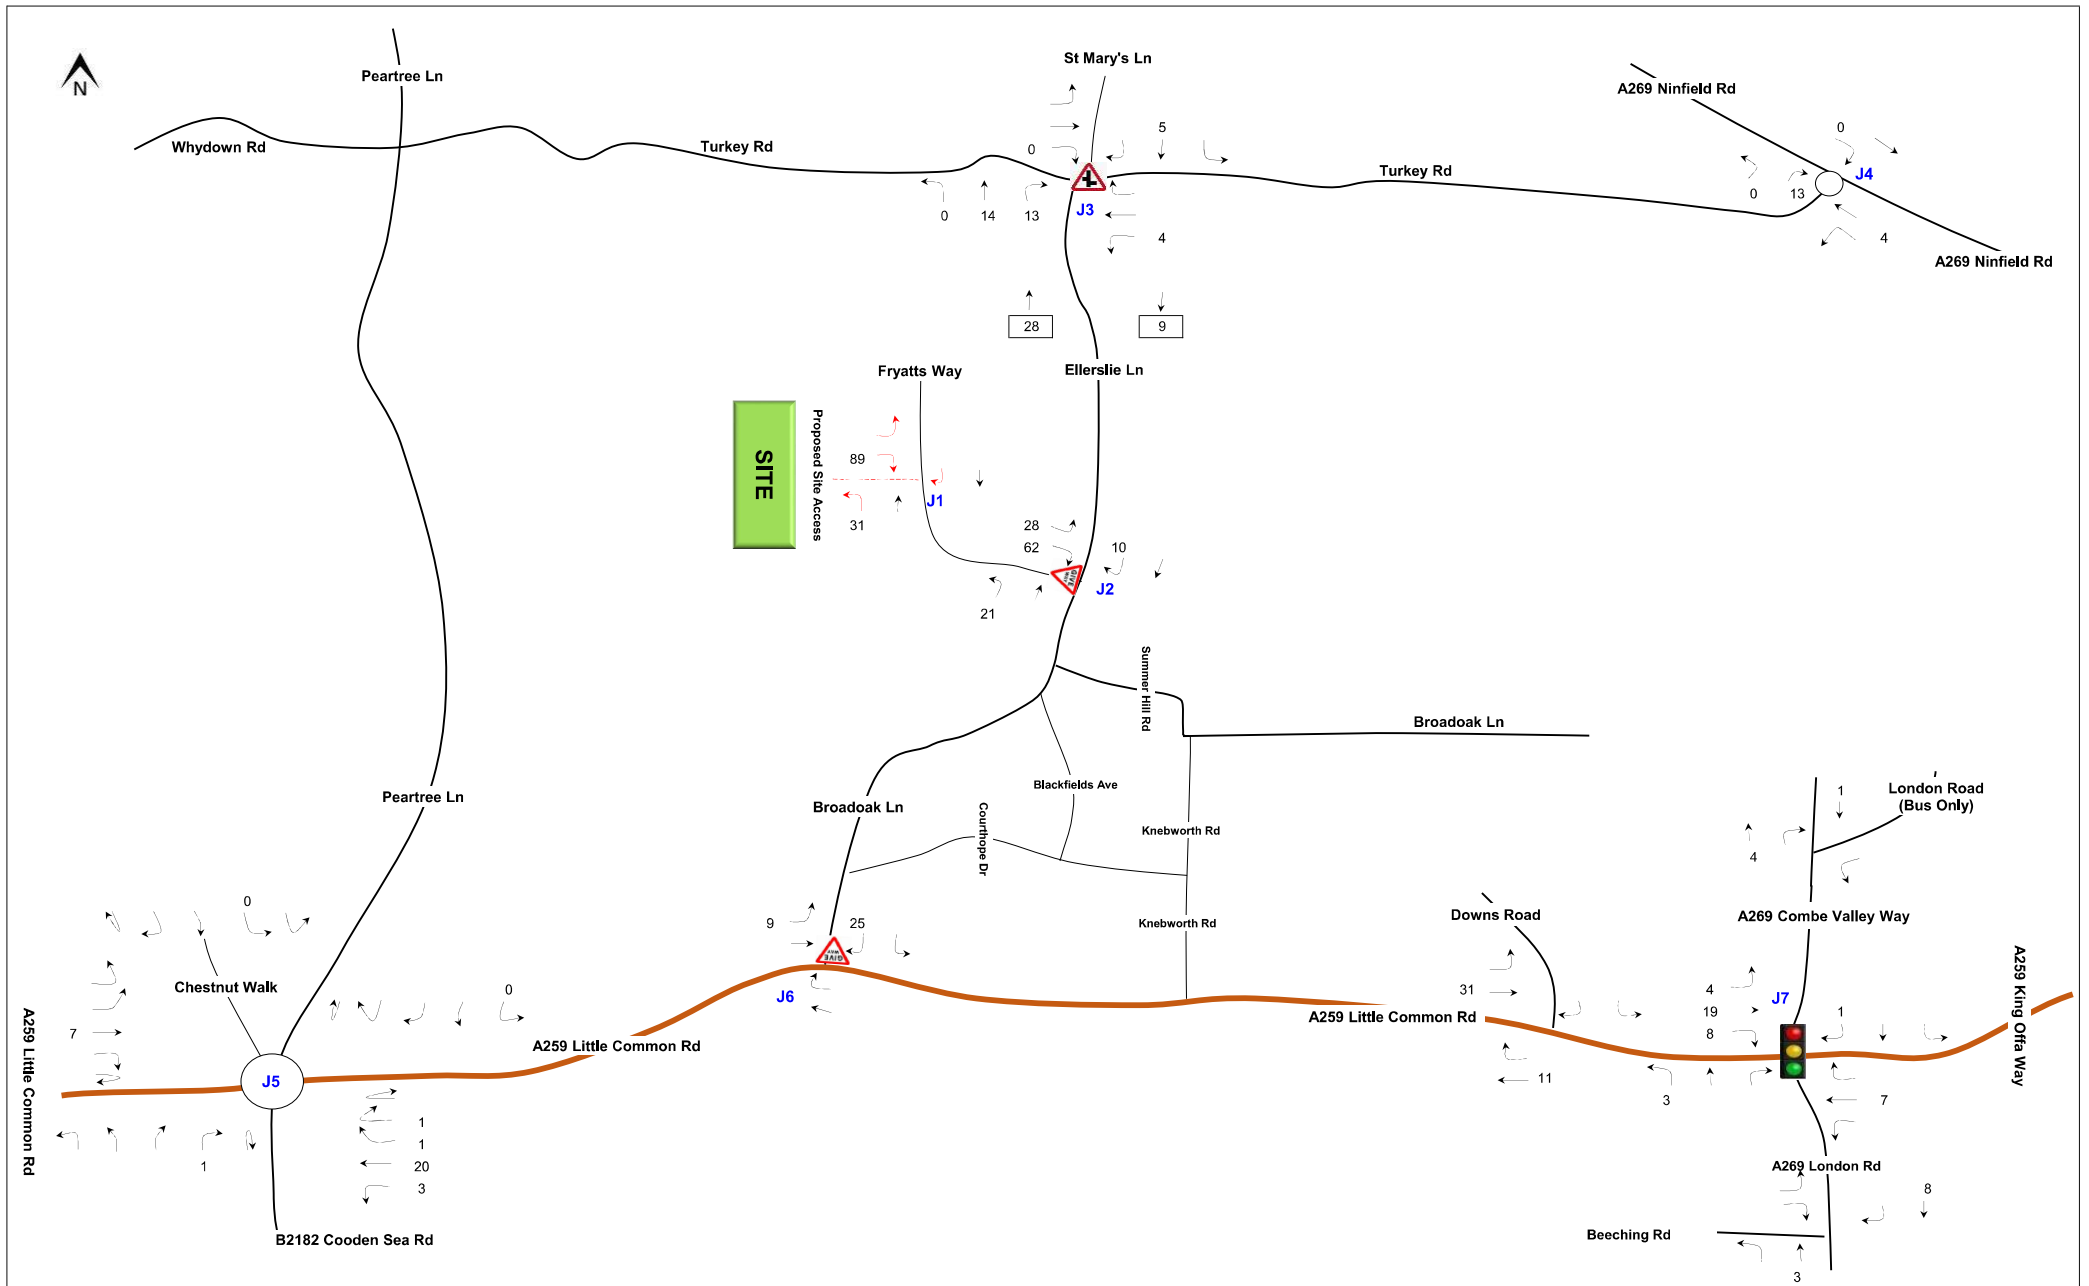 St Mary's Ln
Peartree Ln
N
A269 Ninfield Rd
Whydown Rd
Turkey Rd
0
5
0
J4
Turkey Rd
J3
0
14
13
4
0
13
4
A269 Ninfield Rd
28
9
Fryatts Way
Ellerslie Ln
SITE
Proposed Site Access
89
31
J1
28
62
10
J2
21
Summer Hill Rd
Broadoak Ln
Blackfields Ave
Peartree Ln
Broadoak Ln
Courthope Dr
Knebworth Rd
Knebworth Rd
London Road
(Bus Only)
1
4
Downs Road
A269 Combe Valley Way
A259 King Offa Way
0
9
25
Chestnut Walk
7
0
J6
31
A259 Little Common Rd
4
19
8
J7
1
A259 Little Common Rd
A259 Little Common Rd
J5
11
3
7
1
1
20
3
1
A269 London Rd
8
B2182 Cooden Sea Rd
Beeching Rd
3
GIVE
WAY
GIVE
WAY